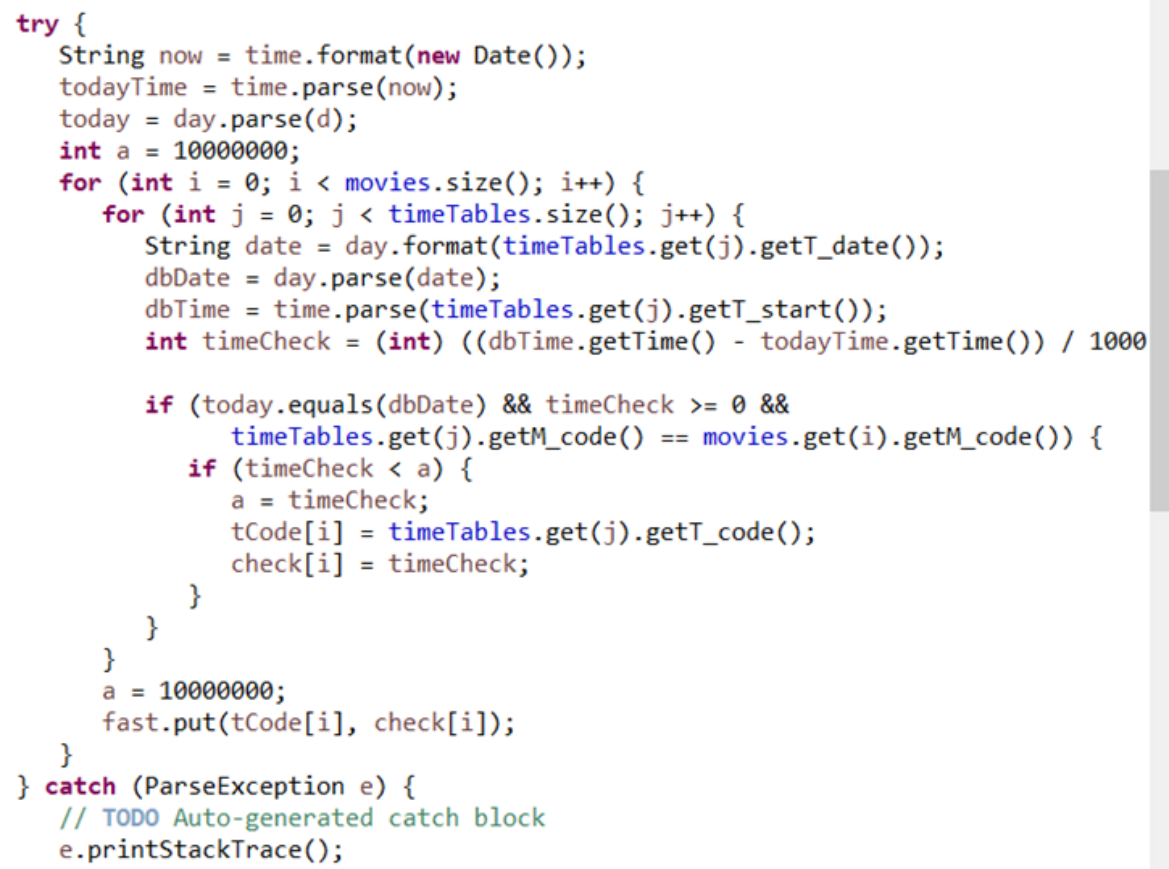 try {
   String now = time.format(new Date());
   todayTime = time.parse(now);
   today = day.parse(d);
   int a = 10000000;
   for (int i = 0; i < movies.size(); i++) {
      for (int j = 0; j < timeTables.size(); j++) {
         String date = day.format(timeTables.get(j).getT_date());
         dbDate = day.parse(date);
         dbTime = time.parse(timeTables.get(j).getT_start());
         int timeCheck = (int) ((dbTime.getTime() - todayTime.getTime()) / 1000

         if (today.equals(dbDate) && timeCheck >= 0 &&
               timeTables.get(j).getM_code() == movies.get(i).getM_code()) {
            if (timeCheck < a) {
               a = timeCheck;
               tCode[i] = timeTables.get(j).getT_code();
               check[i] = timeCheck;
            }
         }
      }
      a = 10000000;
      fast.put(tCode[i], check[i]);
   }
} catch (ParseException e) {
   // TODO Auto-generated catch block
   e.printStackTrace();